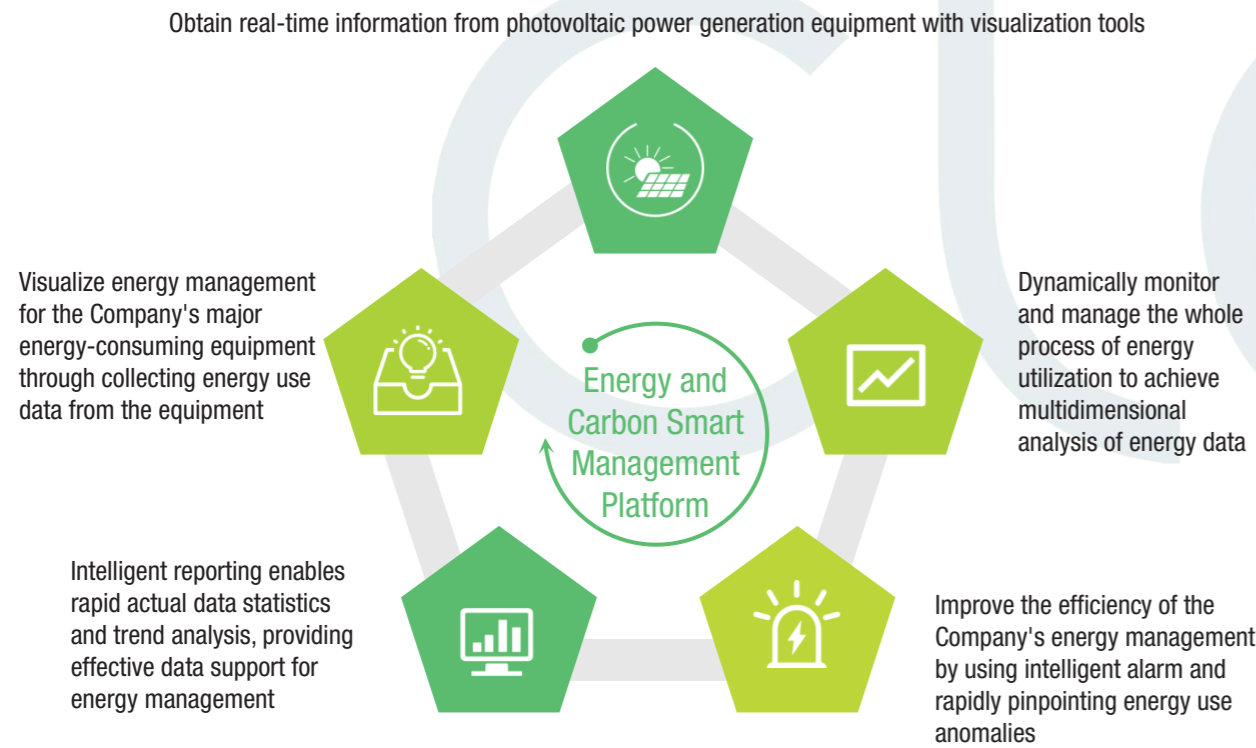 Obtain real-time information from photovoltaic power generation equipment with visualization tools
Visualize energy management
for the Company's major
energy-consuming equipment
through collecting energy use
data from the equipment
Dynamically monitor
and manage the whole
process of energy
utilization to achieve
multidimensional
analysis of energy data
Energy and
Carbon Smart
Management
Platform
Intelligent reporting enables
rapid actual data statistics
and trend analysis, providing
effective data support for
energy management
Improve the efficiency of the
Company's energy management
by using intelligent alarm and
rapidly pinpointing energy use
anomalies